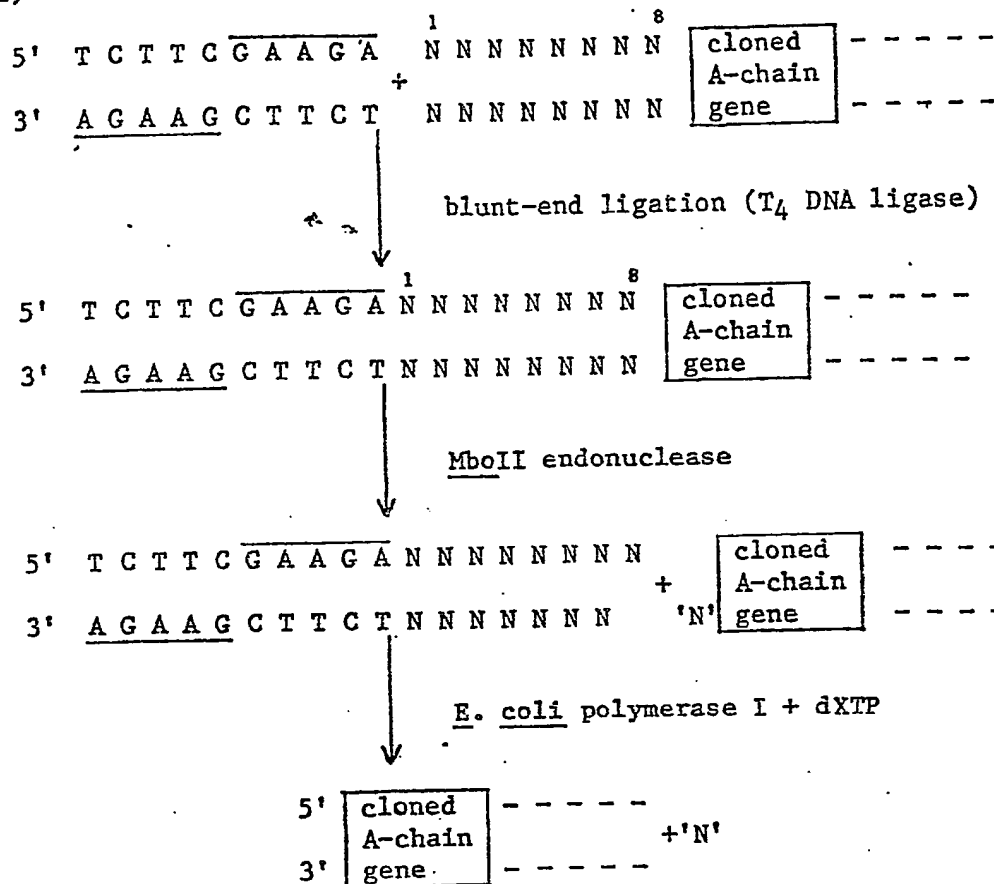 1 8
5' T C T T C G A A G A N N N N N N N N cloned - - - - -
+ A-chain
3' A G A A G C T T C T N N N N N N N N gene - - - - -
blunt-end ligation (T4 DNA ligase)
1 8
5' T C T T C G A A G A N N N N N N N N cloned - - - - -
A-chain
3' A G A A G C T T C T N N N N N N N N gene - - - - -
MboII endonuclease
5' T C T T C G A A G A N N N N N N N N cloned - - - -
+ A-chain
3' A G A A G C T T C T N N N N N N N 'N' gene - - - -
E. coli polymerase I + dXTP
5' cloned - - - - -
A-chain +'N'
3' gene - - - - -